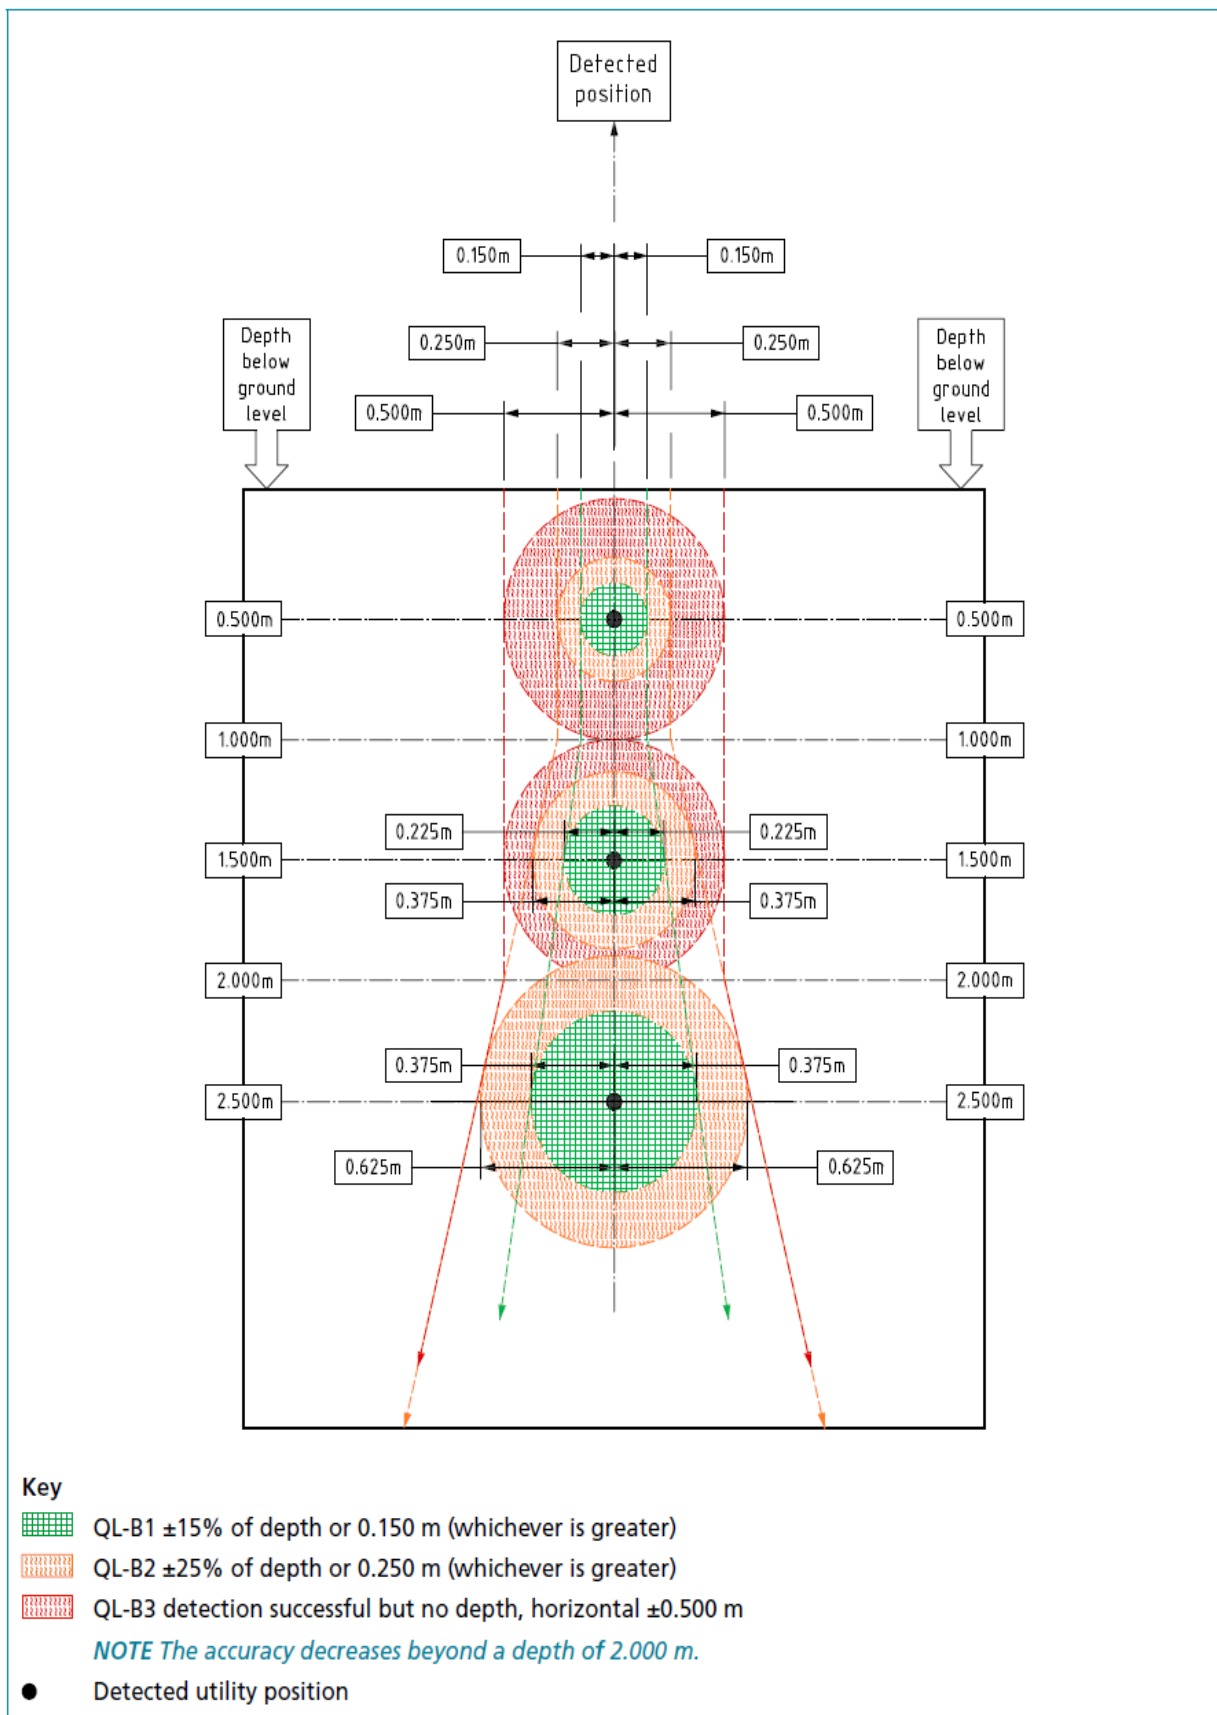 Detected
position
0.150m 0.150m
0.250m 0.250m
Depth
below
ground
level
Depth
below
ground
level
0.500m 0.500m
0.500m 0.500m
1.000m 1.000m
0.225m 0.225m
1.500m 1.500m
0.375m 0.375m
2.000m 2.000m
0.375m 0.375m
2.500m 2.500m
0.625m 0.625m
Key
QL-B1 ±15% of depth or 0.150 m (whichever is greater)
QL-B2 ±25% of depth or 0.250 m (whichever is greater)
QL-B3 detection successful but no depth, horizontal ±0.500 m
NOTE The accuracy decreases beyond a depth of 2.000 m.
Detected utility position